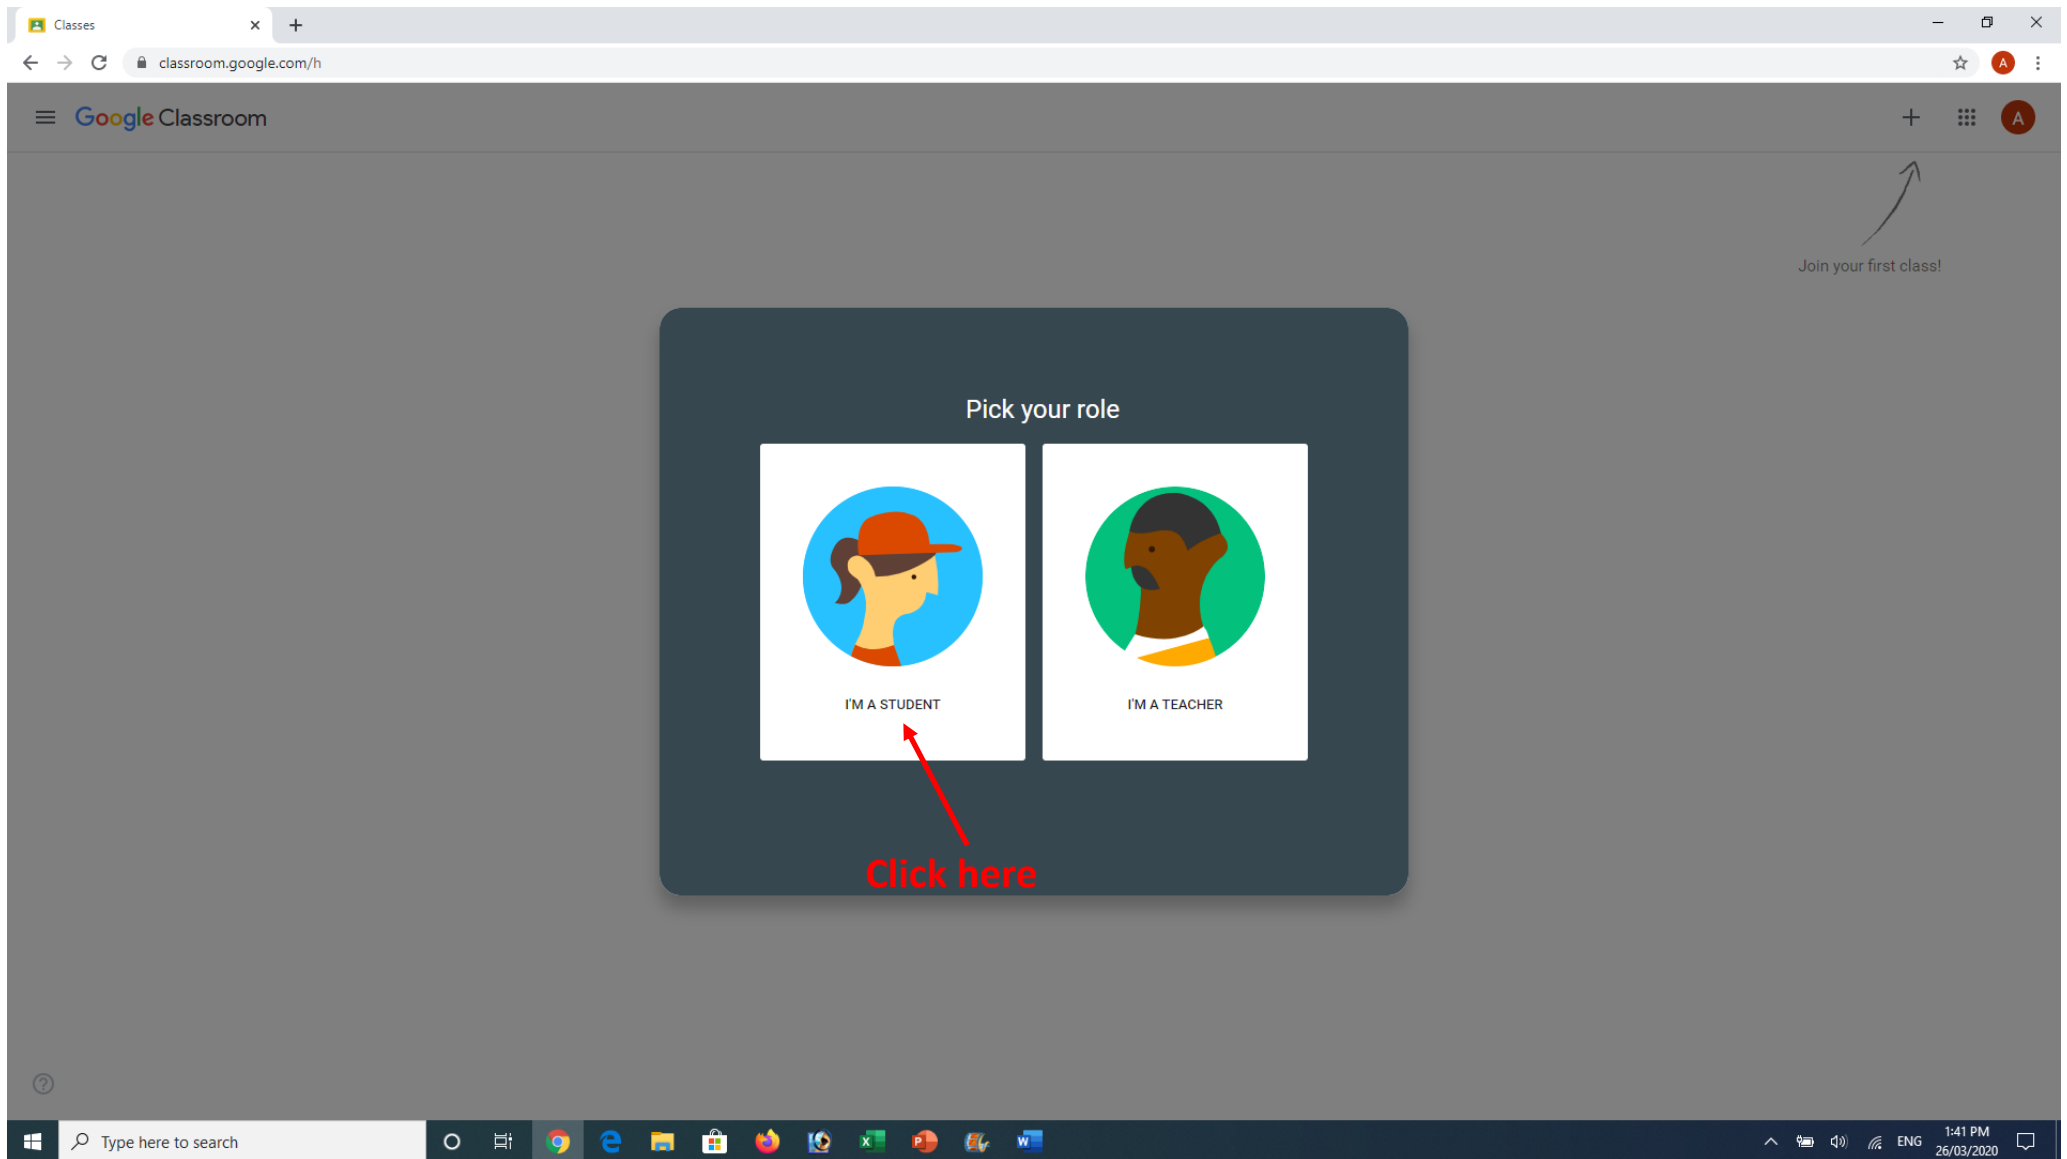 Classes
classroom.google.com/h
A
Google Classroom
A
Join your first class!
Pick your role
I'M A STUDENT
I'M A TEACHER
Click here
Type here to search
ENG
1:41 PM
26/03/2020